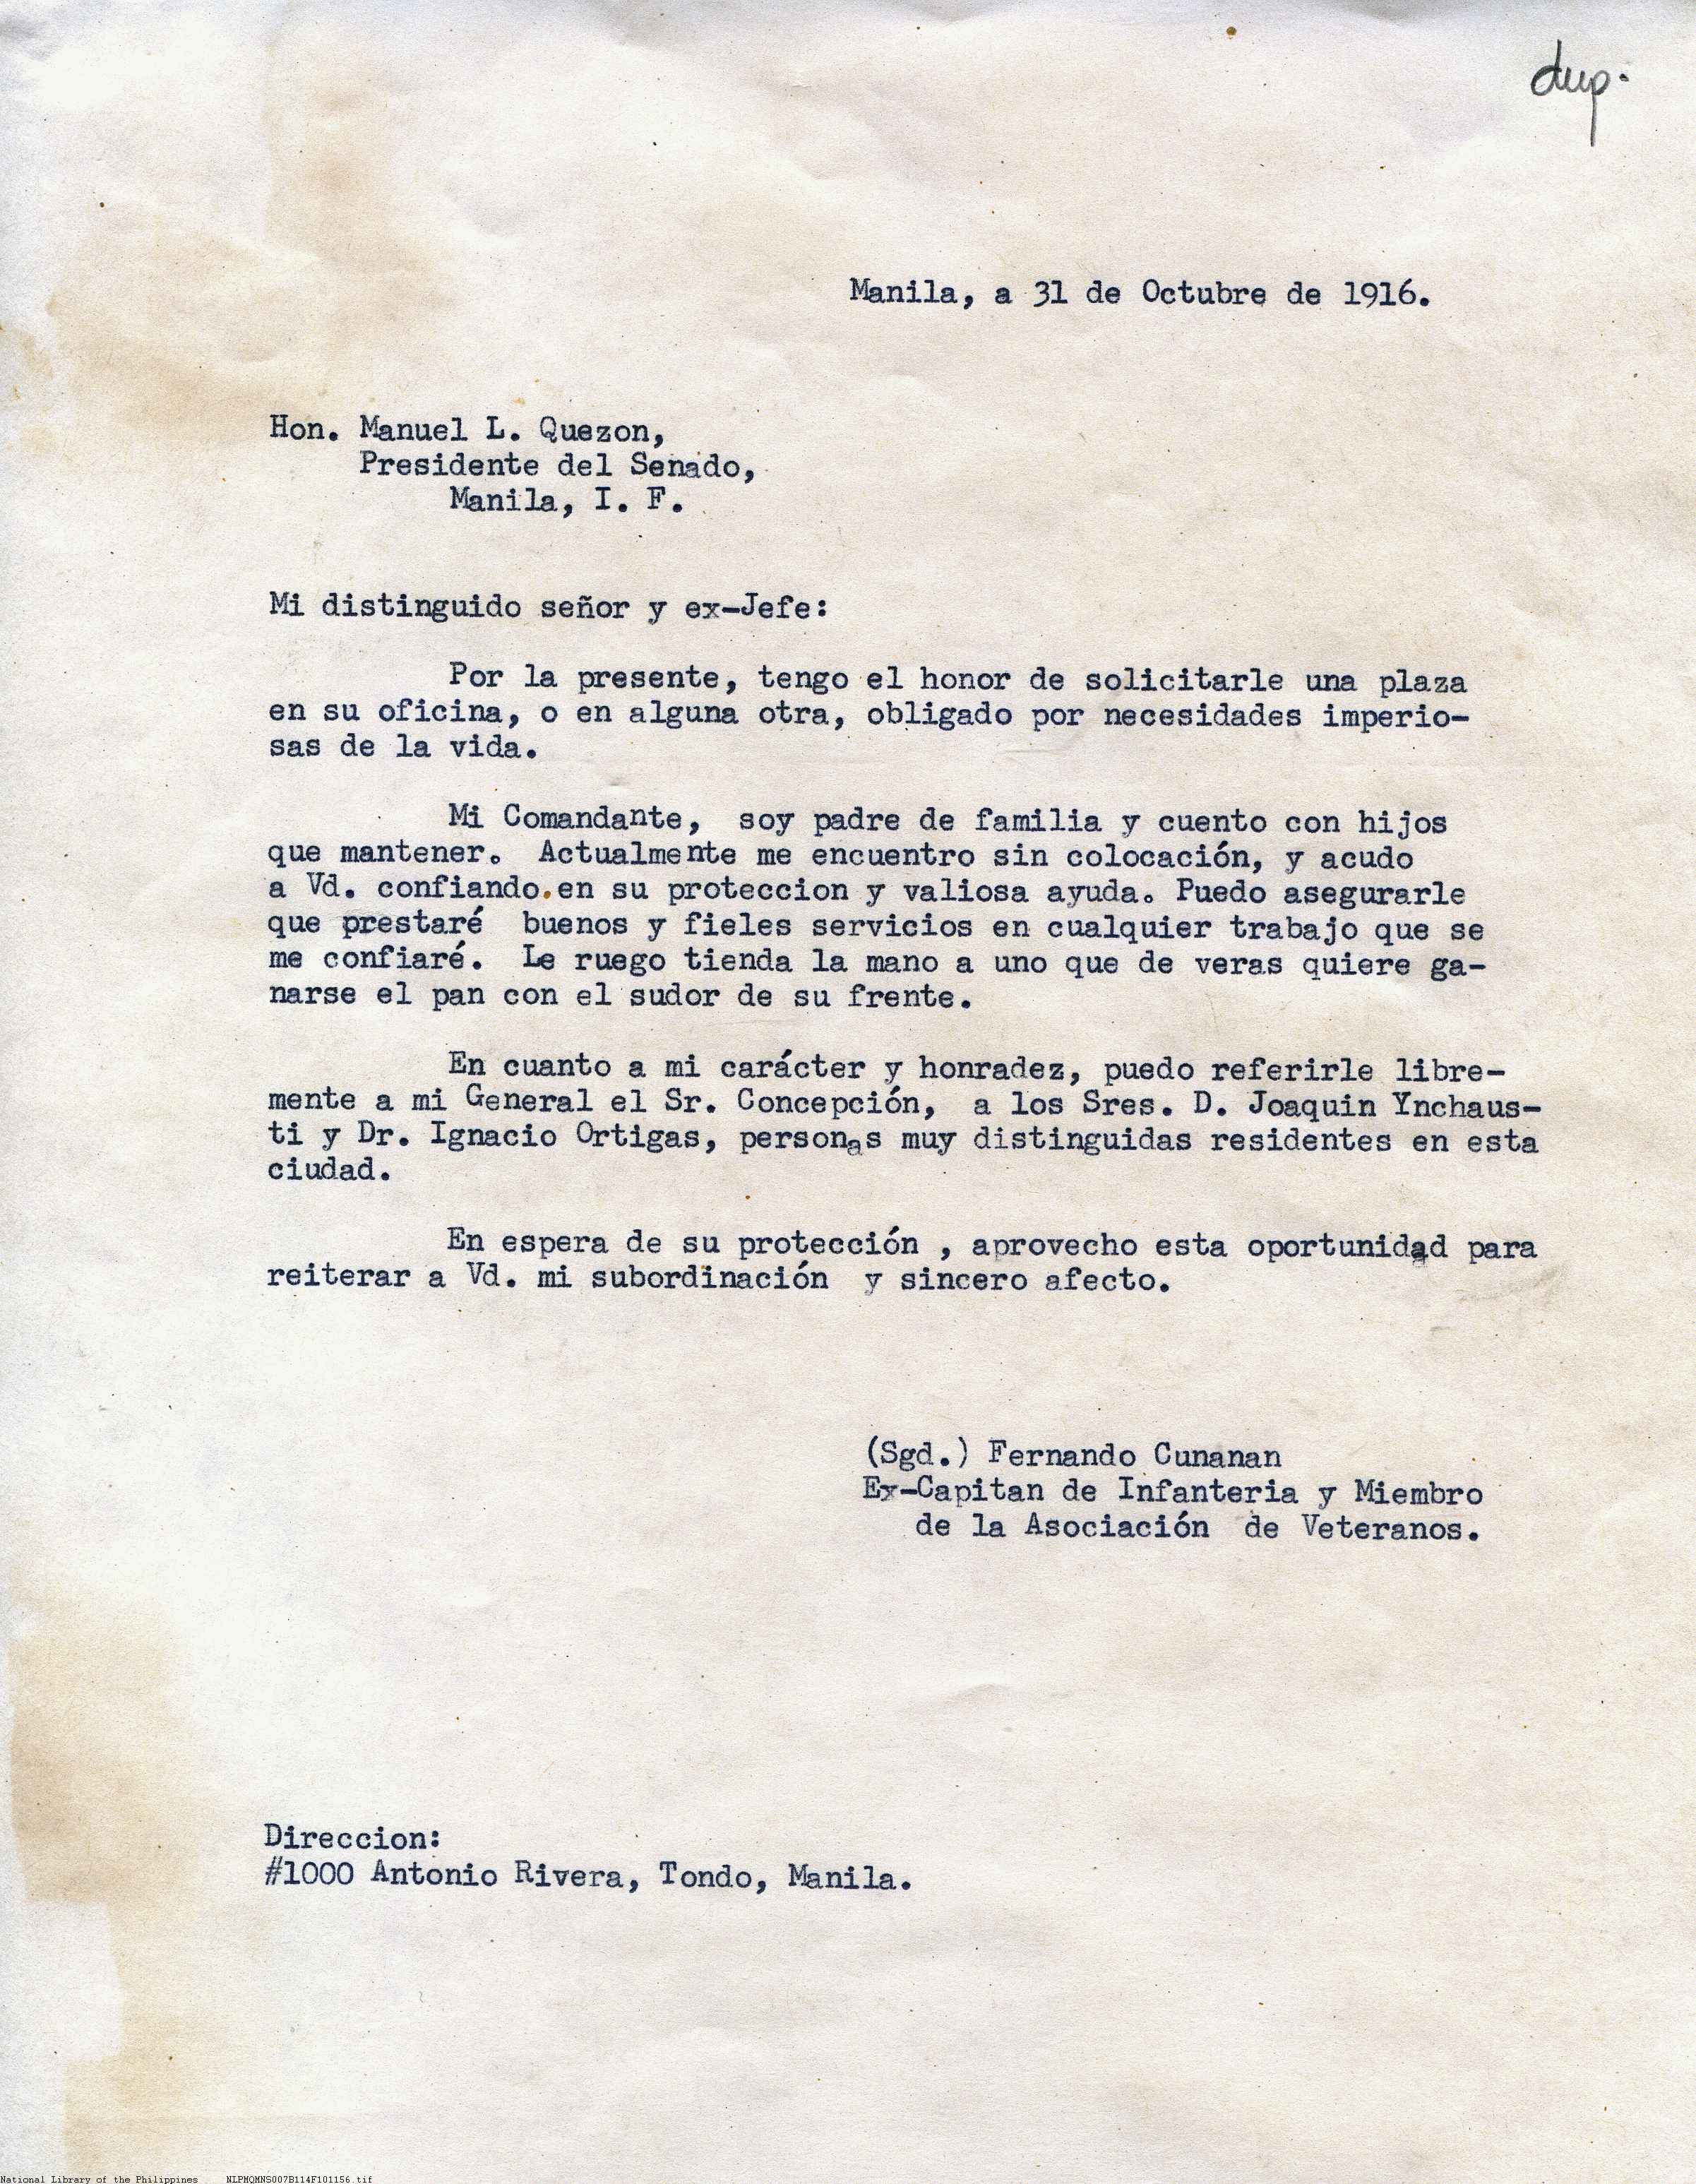 dup.
Manila, a 31 de Octubre de 1916.
Hon. Manuel L. Quezon,
Presidente del Senado,
Manila, I. F.
Mi distinguido señor y ex-Jefe:
Por la presente, tengo el honor de solicitarle una plaza
en su oficina, o en alguna otra, obligado por necesidades imperio-
sas de la vida.
Mi Comandante, soy padre de familia y cuento con hijos
que mantener. Actualmente me encuentro sin colocación, y acudo
a Vd. confiando en su proteccion y valiosa ayuda. Puedo asegurarle
que prestaré buenos y fieles servicios en cualquier trabajo que se
me confiaré. Le ruego tienda la mano a uno que de veras quiere ga-
narse el pan con el sudor de su frente.
En cuanto a mi carácter y honradez, puedo referirle libre-
mente a mi General el Sr. Concepción, a los Sres. D. Joaquin Ynchaus-
ti y Dr. Ignacio Ortigas, personas muy distinguidas residentes en esta
ciudad.
En espera de su protección , aprovecho esta oportunidad para
reiterar a Vd. mi subordinación y sincero afecto.
(Sgd.) Fernando Cunanan
Ex-Capitan de Infanteria y Miembro
de la Asociación de Veteranos.
Direccion:
#1000 Antonio Rivera, Tondo, Manila.
National Library of the Philippines NLPMQMNS007B114F101156.tif